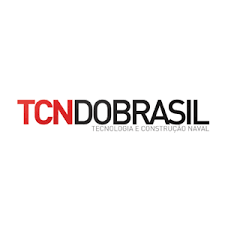 TCNDOBRASIL
TECNOLOGIA E CONSTRUÇÃO NAVAL